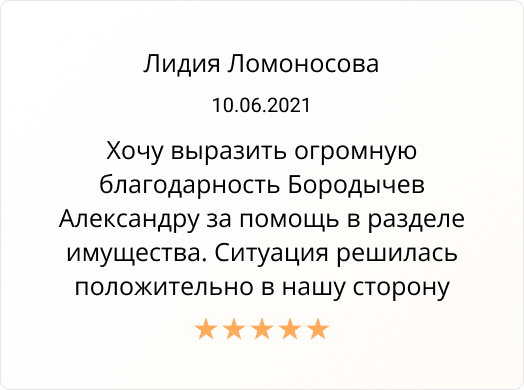 Лидия Ломоносова
10.06.2021
Хочу выразить огромную
благодарность Бородычев
Александру за помощь в разделе
имущества. Ситуация решилась
положительно в нашу сторону